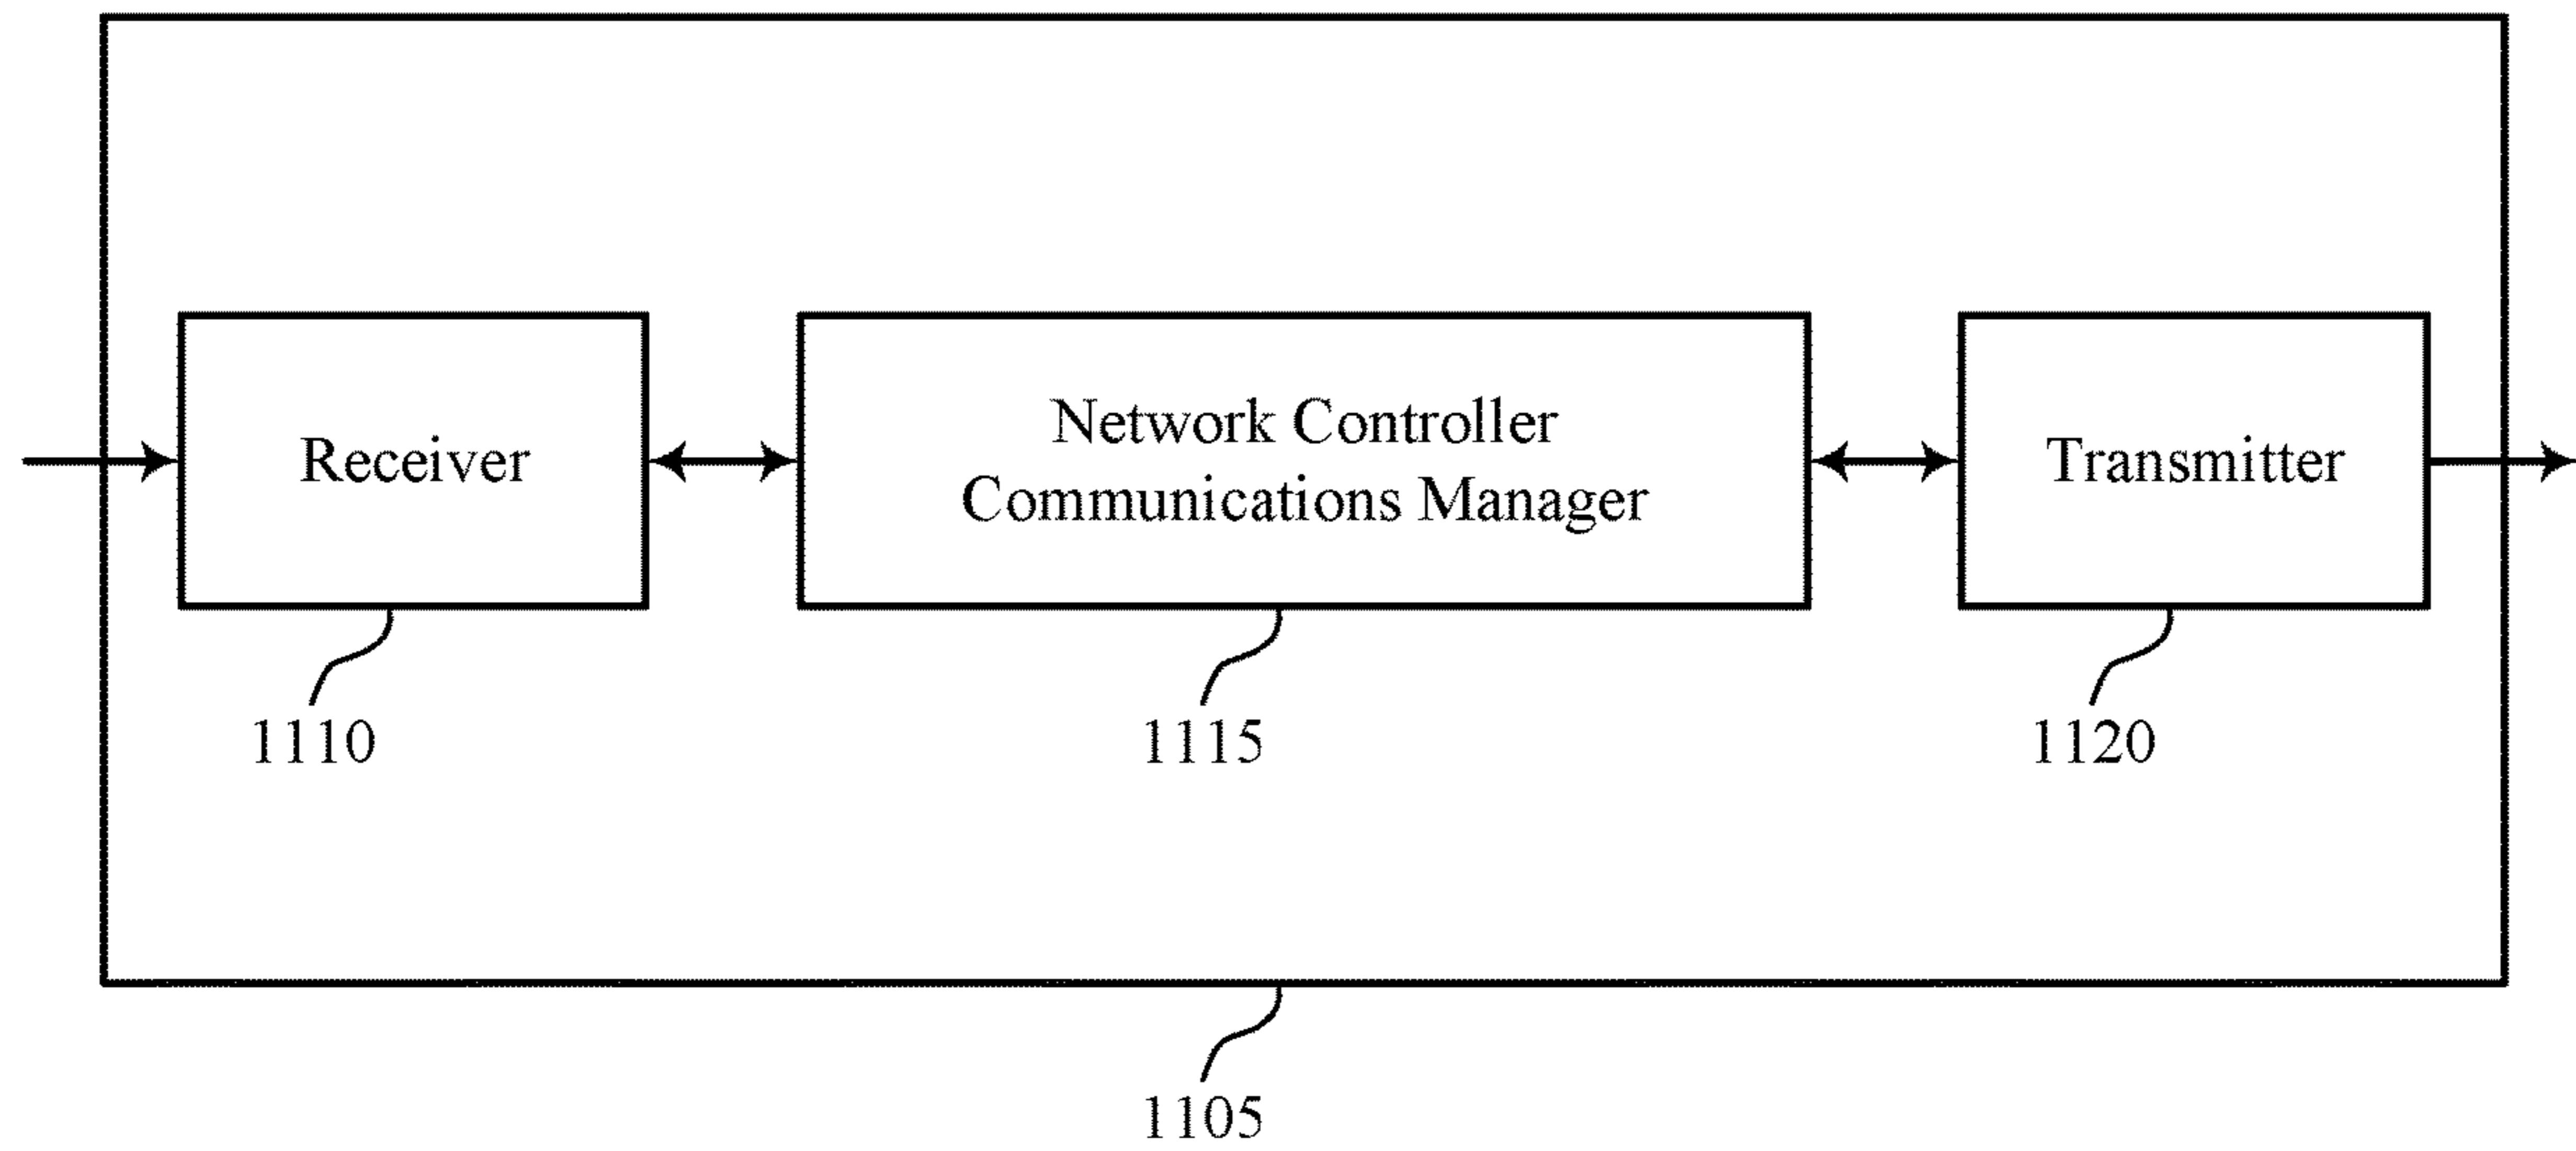 Receiver
Network Controller
Communications Manager
Transmitter
1110
1115
1120
1105